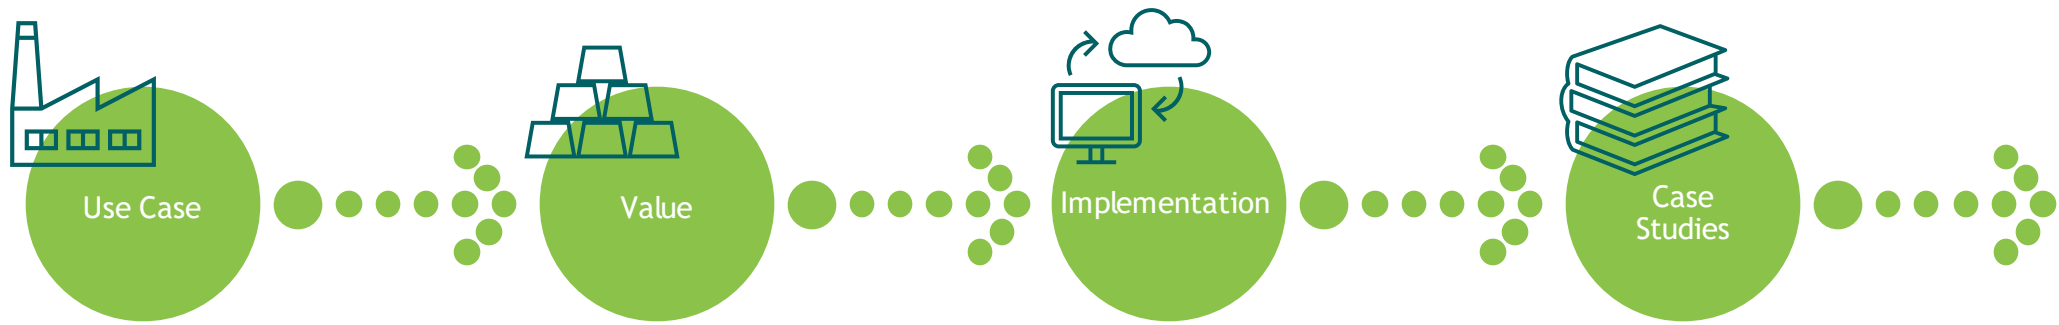 Use Case
Value
Implementation
Case
Studies